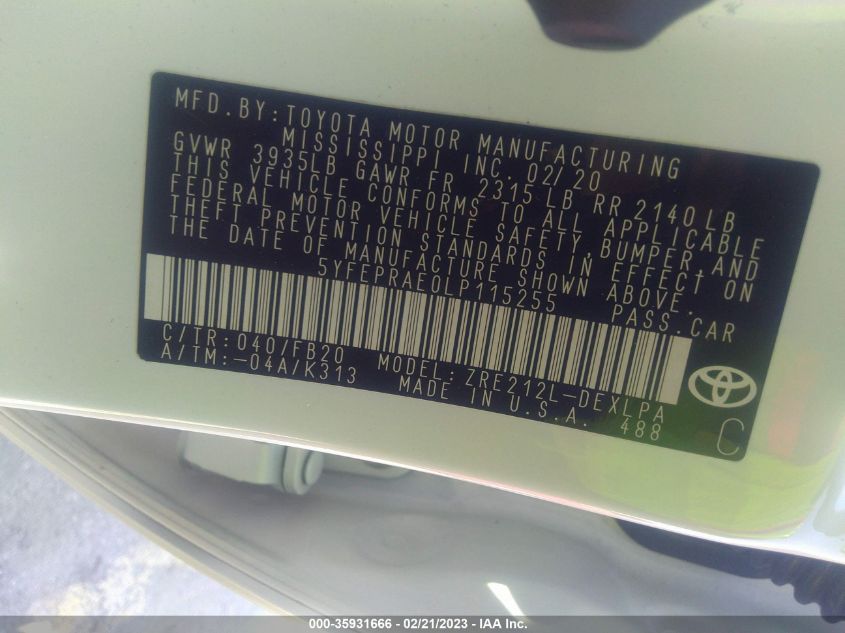 MFD. BY: TOYOTA MOTOR MANUFACTURING
MISSISSIPPI INC. 02/20
GVWR 3935LB GAWR FR 2315LB RR 2140LB
THIS VEHICLE CONFORMS TO ALL APPLICABLE
FEDERAL MOTOR VEHICLE SAFETY, BUMPER AND
THEFT PREVENTION STANDARDS IN EFFECT ON
THE DATE OF MANUFACTURE SHOWN ABOVE.
5YFEPRAE0LP115255 PASS.CAR
C/TR: 040/FB20 MODEL: ZRE212L-DEXLPA
A/TM: -04A/K313 MADE IN U.S.A. 488
C
000-35931666 - 02/21/2023 - IAA Inc.